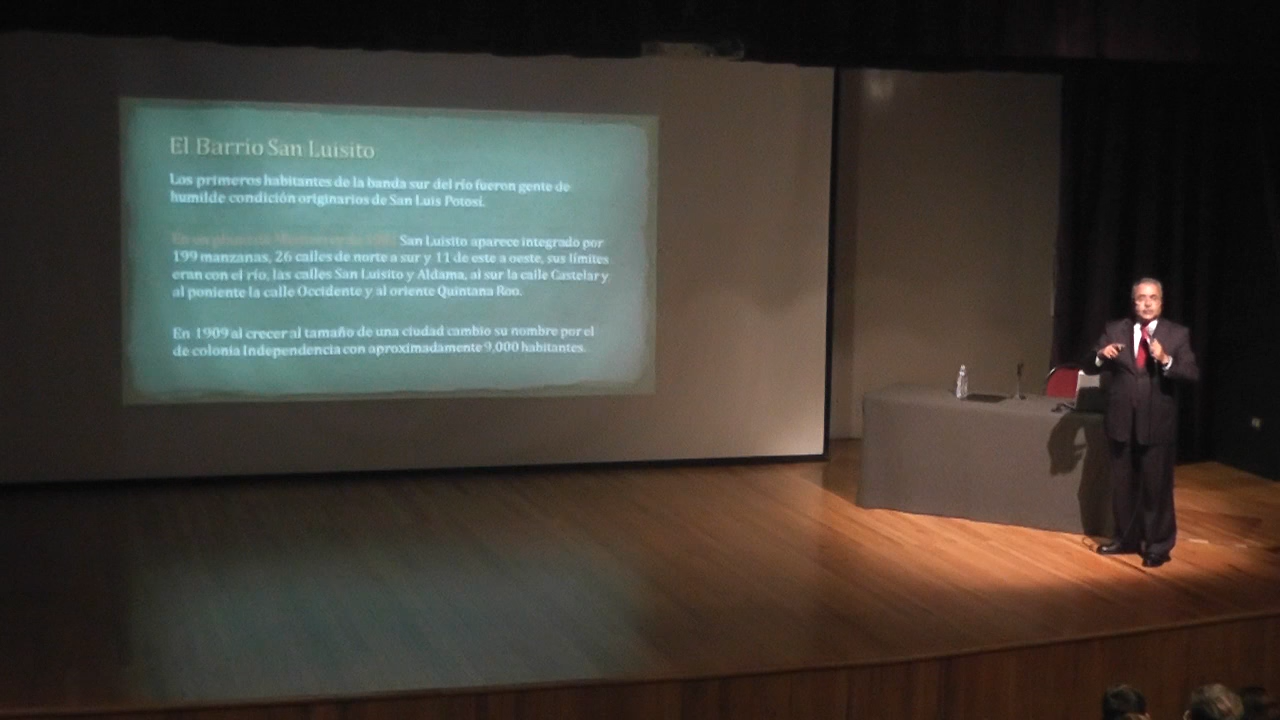 El Barrio San Luisito
Los primeros habitantes de la banda sur del río fueron gente de
humilde condición originarios de San Luis Potosí.
San Luisito aparece integrado por
199 manzanas, 26 calles de norte a sur y 11 de este a oeste, sus límites
eran con el río, las calles San Luisito y Aldama, al sur la calle Castelar y
al poniente la calle Occidente y al oriente Quintana Roo.
En 1909 al crecer al tamaño de una ciudad cambio su nombre por el
de colonia Independencia con aproximadamente 9,000 habitantes.